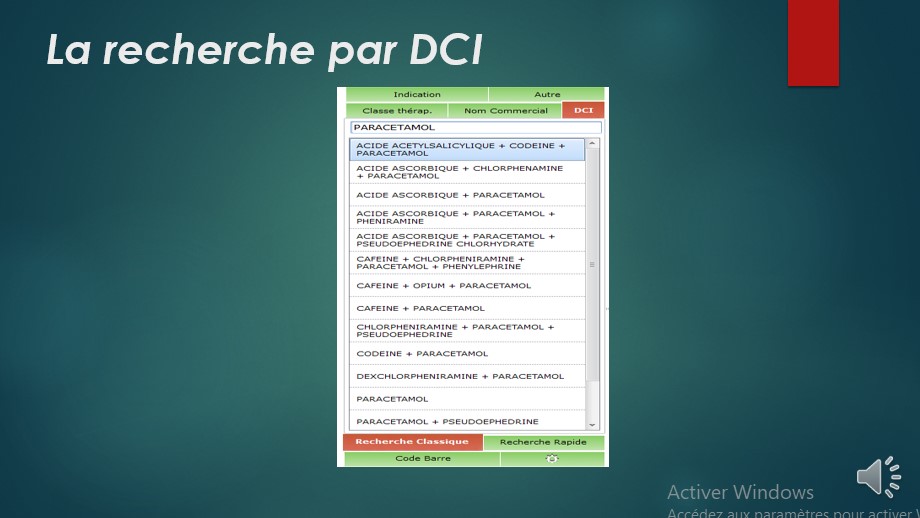 La recherche par DCI
Indication
Autre
Classe thérap.
Nom Commercial
DCI
PARACETAMOL
ACIDE ACETYLSALICYLIQUE + CODEINE +
PARACETAMOL
ACIDE ASCORBIQUE + CHLORPHENAMINE
+ PARACETAMOL
ACIDE ASCORBIQUE + PARACETAMOL
ACIDE ASCORBIQUE + PARACETAMOL +
PHENIRAMINE
ACIDE ASCORBIQUE + PARACETAMOL +
PSEUDOEPHEDRINE CHLORHYDRATE
CAFEINE + CHLORPHENIRAMINE +
PARACETAMOL + PHENYLEPHRINE
CAFEINE + OPIUM + PARACETAMOL
CAFEINE + PARACETAMOL
CHLORPHENIRAMINE + PARACETAMOL +
PSEUDOEPHEDRINE
CODEINE + PARACETAMOL
DEXCHLORPHENIRAMINE + PARACETAMOL
PARACETAMOL
PARACETAMOL + PSEUDOEPHEDRINE
Recherche Classique
Recherche Rapide
Code Barre
Activer Windows
Accédez aux paramètres pour activer